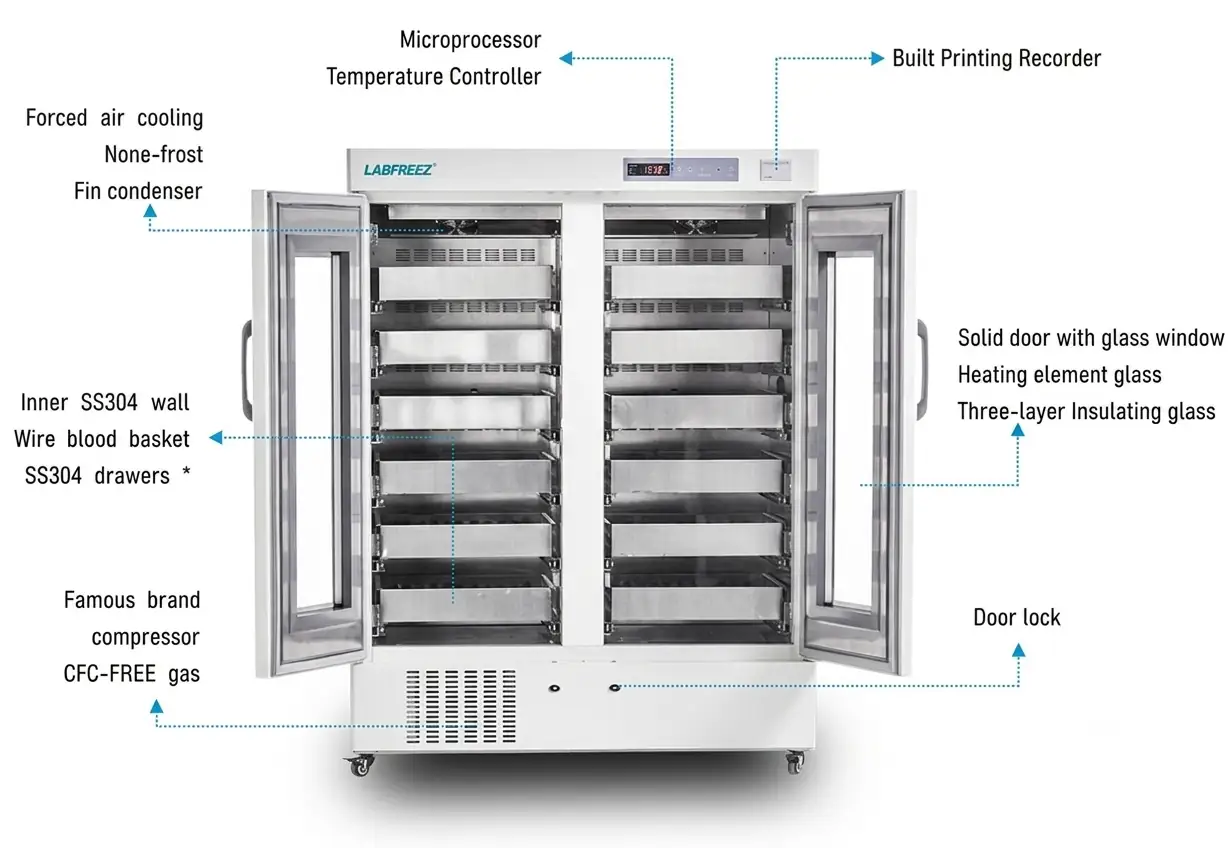 Microprocessor
Temperature Controller
Built Printing Recorder
Forced air cooling
None-frost
Fin condenser
LABFREEZ®
Solid door with glass window
Heating element glass
Three-layer Insulating glass
Inner SS304 wall
Wire blood basket
SS304 drawers *
Famous brand
compressor
CFC-FREE gas
Door lock